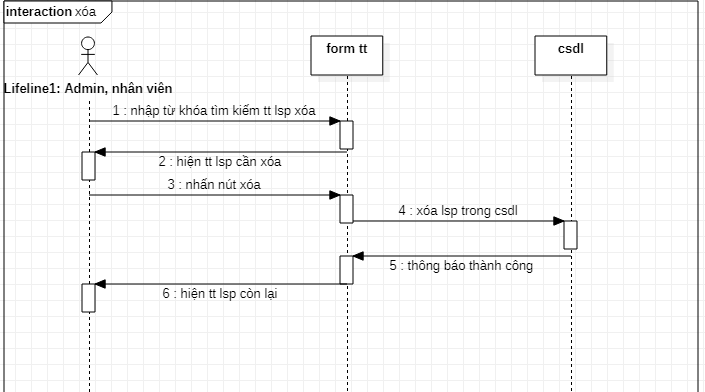 interaction xóa
form tt
csdl
Lifeline1: Admin, nhân viên
1 : nhập từ khóa tìm kiếm tt lsp xóa
2 : hiện tt lsp cần xóa
3 : nhấn nút xóa
4 : xóa lsp trong csdl
5 : thông báo thành công
6 : hiện tt lsp còn lại